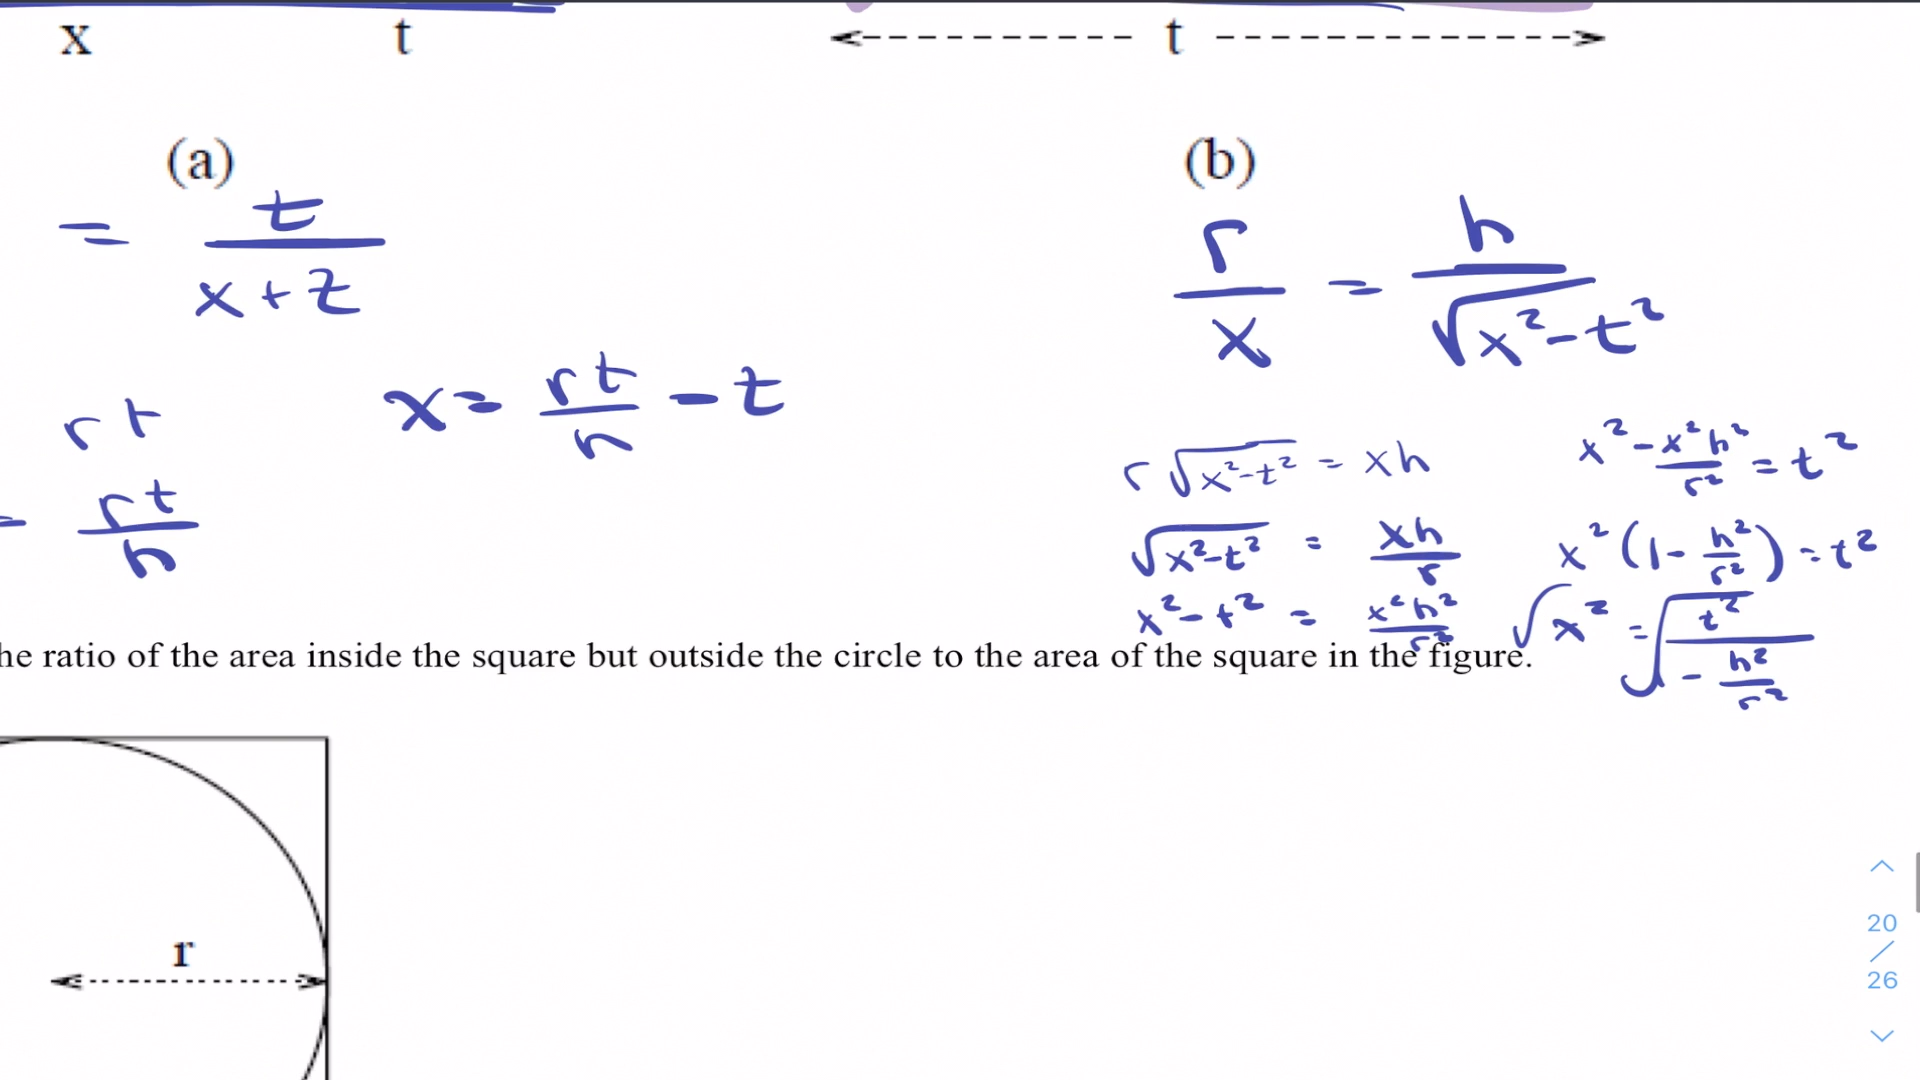 x t t
(a) (b)
= t/(x+z)
r/x = h/√(x²-t²)
x = rt/h - t
rt
= rt/h
r√(x²-t²) = xh
√(x²-t²) = xh/r
x²-t² = x²h²/r²
x² - x²h²/r² = t²
x²(1 - h²/r²) = t²
√x² = √(t²/(- h²/r²))
he ratio of the area inside the square but outside the circle to the area of the square in the figure.
r
20
/
26